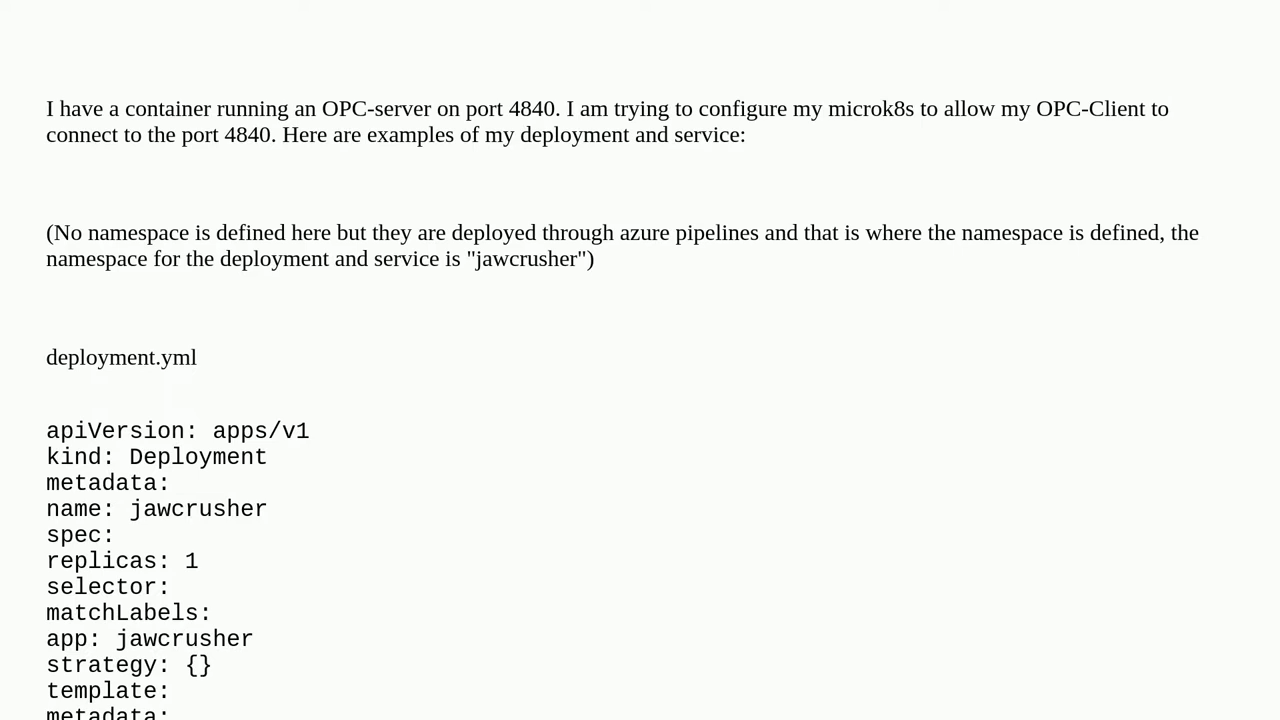 I have a container running an OPC-server on port 4840. I am trying to configure my microk8s to allow my OPC-Client to
connect to the port 4840. Here are examples of my deployment and service:
(No namespace is defined here but they are deployed through azure pipelines and that is where the namespace is defined, the
namespace for the deployment and service is "jawcrusher")
deployment.yml
apiVersion: apps/v1
kind: Deployment
metadata:
name: jawcrusher
spec:
replicas: 1
selector:
matchLabels:
app: jawcrusher
strategy: {}
template:
metadata: